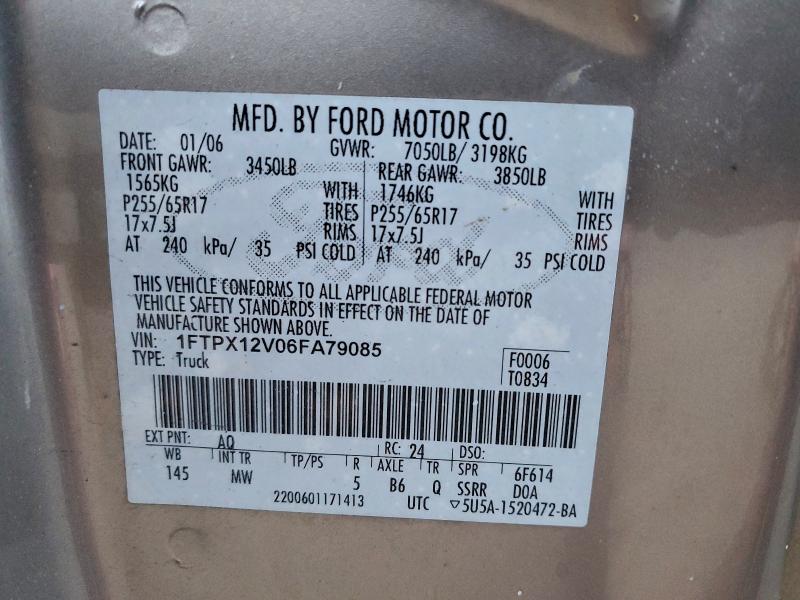 MFD. BY FORD MOTOR CO.
DATE: 01/06 GVWR: 7050LB/ 3198KG
FRONT GAWR: 3450LB REAR GAWR: 3850LB
1565KG WITH 1746KG WITH
P255/65R17 TIRES P255/65R17 TIRES
17x7.5J RIMS 17x7.5J RIMS
AT 240 kPa/ 35 PSI COLD AT 240 kPa/ 35 PSI COLD
THIS VEHICLE CONFORMS TO ALL APPLICABLE FEDERAL MOTOR
VEHICLE SAFETY STANDARDS IN EFFECT ON THE DATE OF
MANUFACTURE SHOWN ABOVE.
VIN: 1FTPX12V06FA79085
TYPE: Truck
F0006
T0834
EXT PNT: AQ RC: 24 DSO:
WB INT TR TP/PS R AXLE TR SPR 6F614
145 MW 5 B6 Q SSRR DOA
2200601171413 UTC ▽5U5A-1520472-BA
Ford